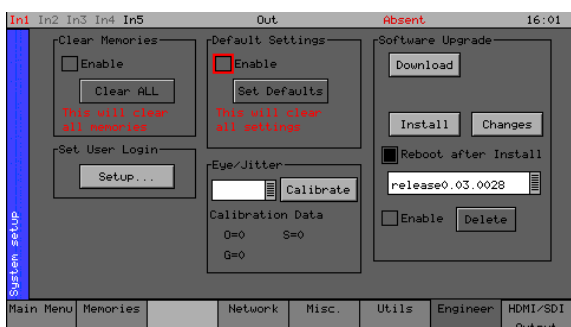 In1 In2 In3 In4 In5 Out Absent 16:01
Clear Memories
Enable
Clear ALL
This will clear
all memories
Set User Login
Setup...
Default Settings
Enable
Set Defaults
This will clear
all settings
Eye/Jitter
Calibrate
Calibration Data
O=0 S=0
G=0
Software Upgrade
Download
Install Changes
Reboot after Install
release0.03.0028
Enable Delete
System setup
Main Menu Memories Network Misc. Utils Engineer HDMI/SDI
Output